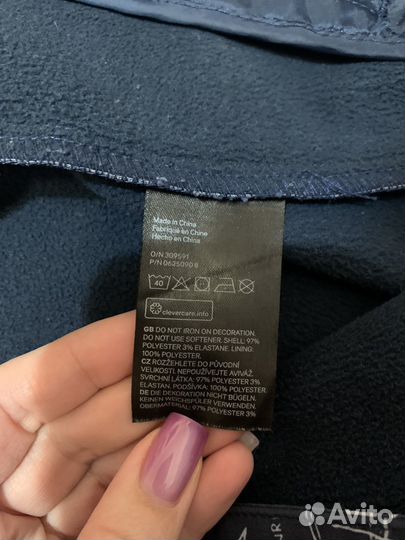 Made in China
Fabriqué en Chine
Hecho en China
O/N 309591
P/N 0625090 8
40
clevercare.info
GB DO NOT IRON ON DECORATION.
DO NOT USE SOFTENER. SHELL: 97%
POLYESTER 3% ELASTANE. LINING:
100% POLYESTER.
CZ ROZŽEHLETE DO PŮVODNÍ
VELIKOSTI. NEPOUŽÍVEJTE AVIVÁŽ.
SVRCHNÍ LÁTKA: 97% POLYESTER 3%
ELASTAN. PODŠÍVKA: 100% POLYESTER.
DE DIE DEKORATION NICHT BÜGELN.
KEINEN WEICHSPÜLER VERWENDEN.
OBERMATERIAL: 97% POLYESTER 3%
Avito